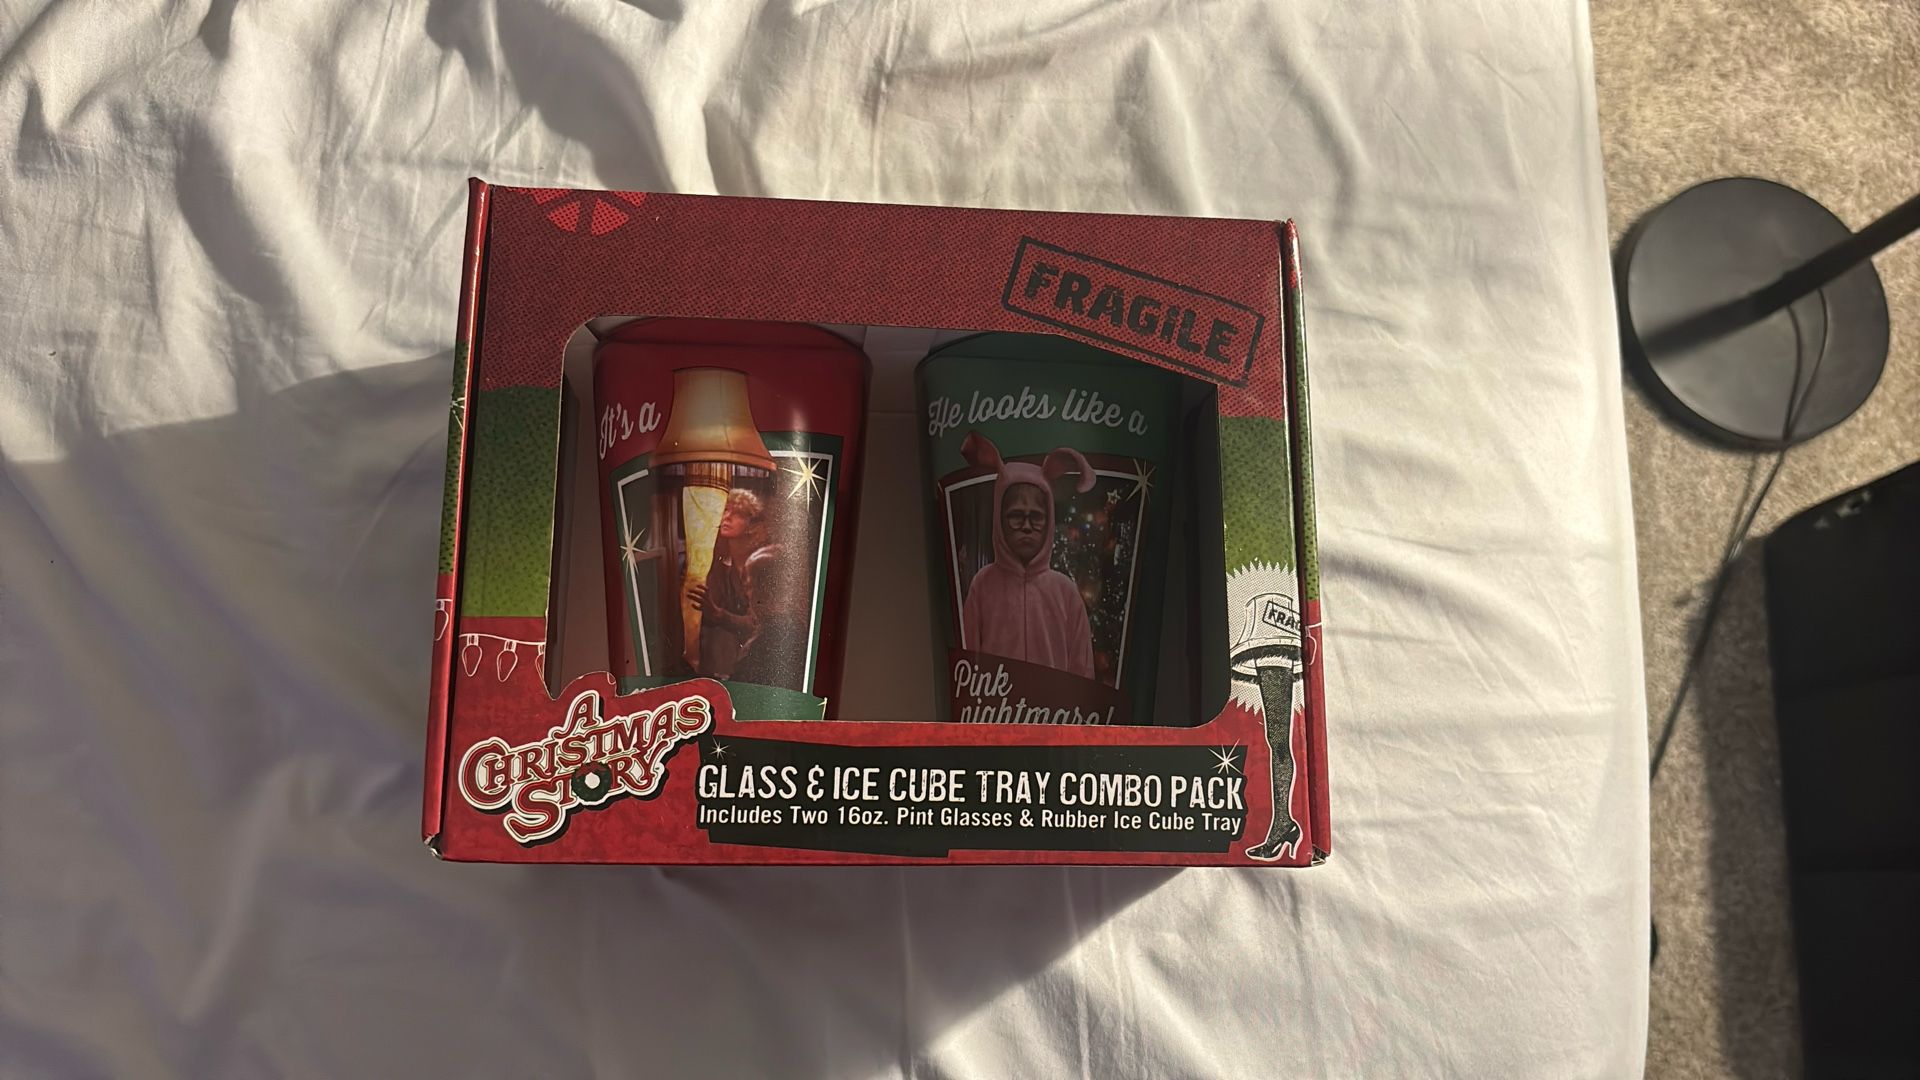 FRAGILE
It's a
He looks like a
Pink
nightmare!
A
CHRISTMAS
STORY
GLASS & ICE CUBE TRAY COMBO PACK
Includes Two 16oz. Pint Glasses & Rubber Ice Cube Tray